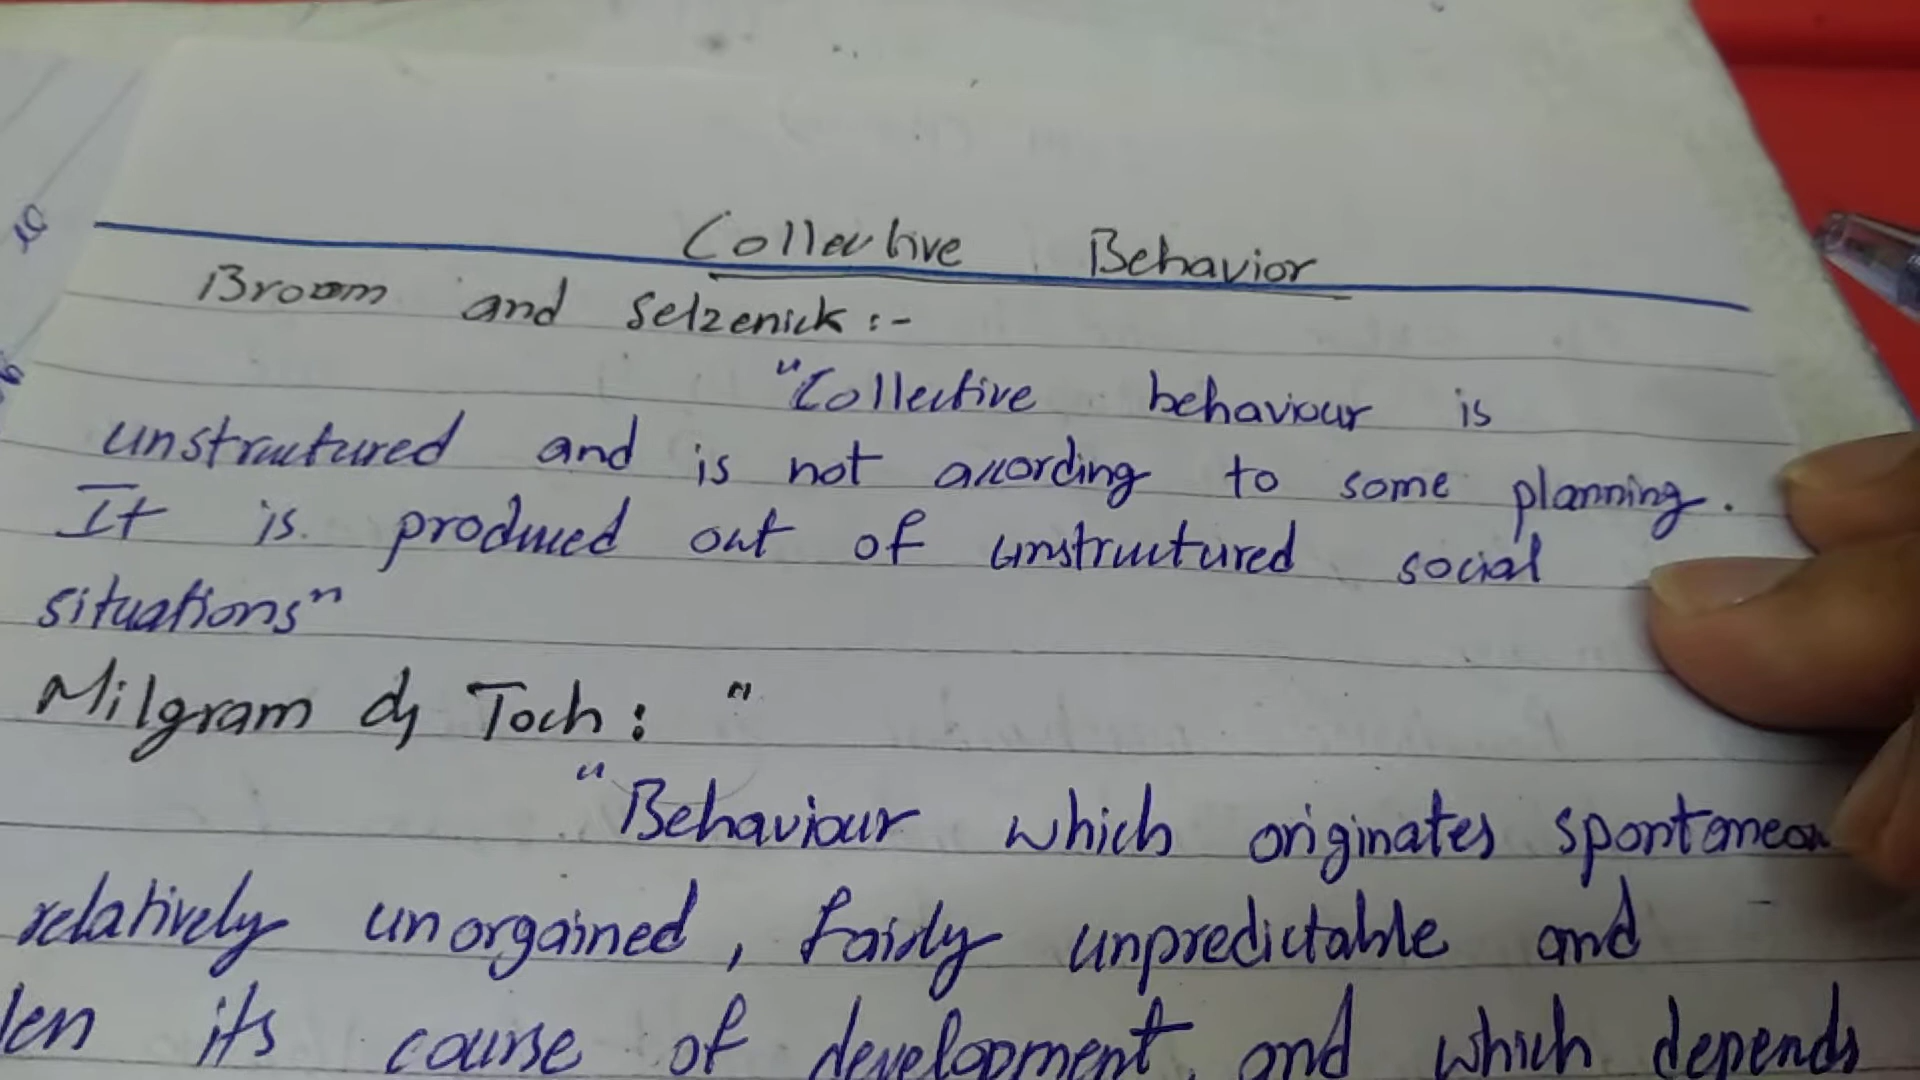 Collective Behavior
Broom and Selzenick :-
"Collective behaviour is
unstructured and is not according to some planning.
It is produced out of unstructured social
situations"
Milgram & Toch : "
"Behaviour which originates
relatively unorgained, fairly unpredictable and
its course of development, and which depends